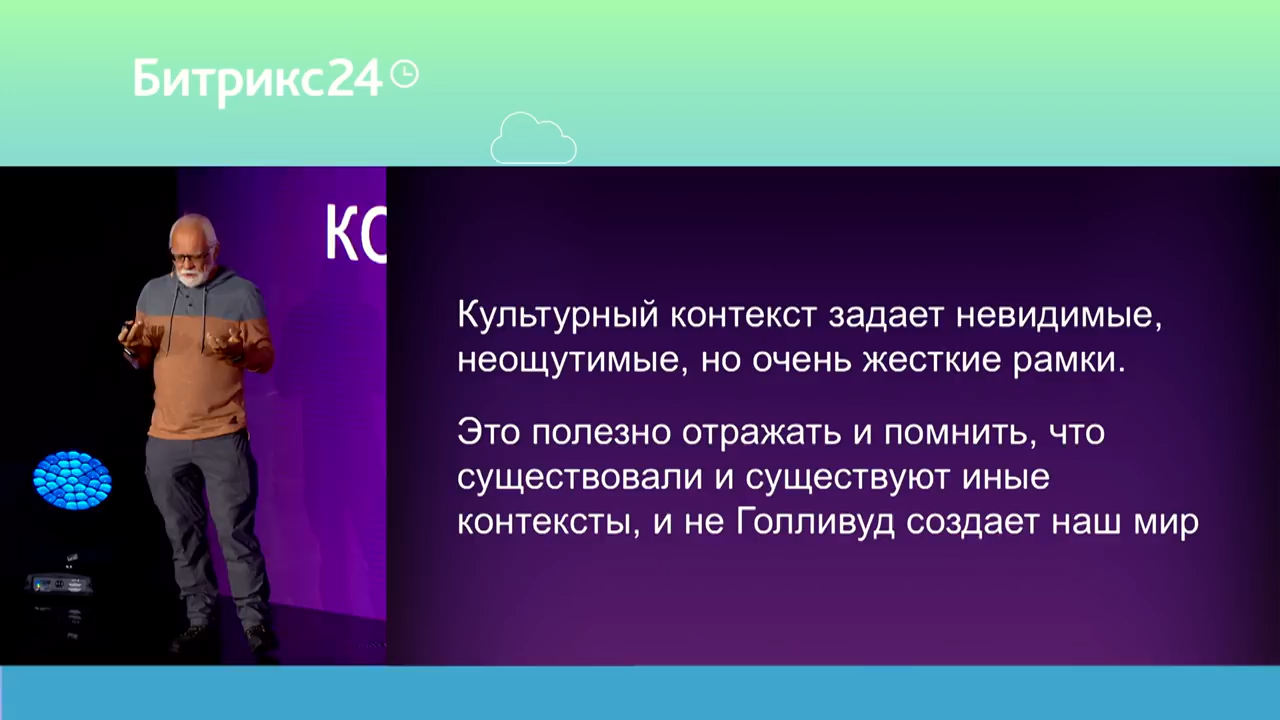 Битрикс24
КО
Культурный контекст задает невидимые,
неощутимые, но очень жесткие рамки.
Это полезно отражать и помнить, что
существовали и существуют иные
контексты, и не Голливуд создает наш мир